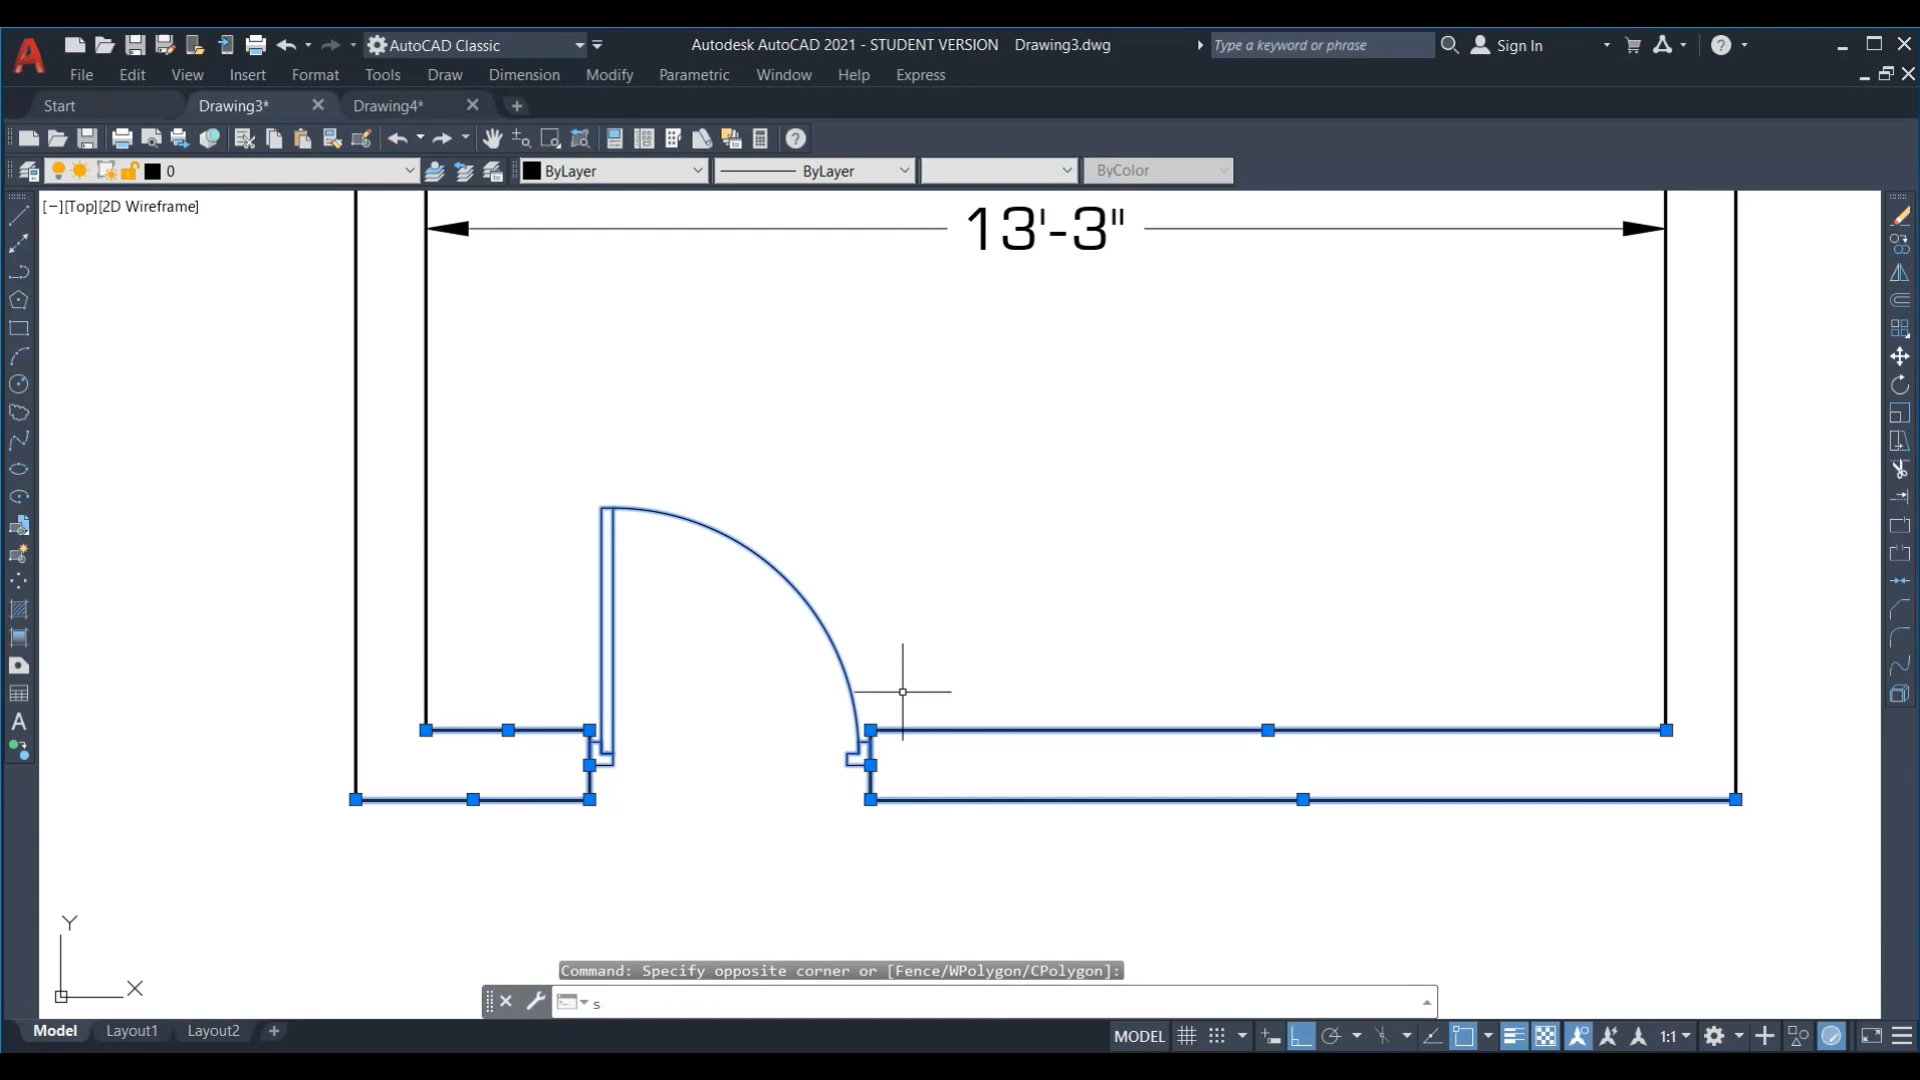 AutoCAD Classic
Autodesk AutoCAD 2021 - STUDENT VERSION Drawing3.dwg
Type a keyword or phrase
Sign In
File Edit View Insert Format Tools Draw Dimension Modify Parametric Window Help Express
Start Drawing3* Drawing4*
0 ByLayer ByLayer ByColor
[−][Top][2D Wireframe]
13'-3"
Y
X
Command: Specify opposite corner or [Fence/WPolygon/CPolygon]:
s
Model Layout1 Layout2
MODEL 1:1